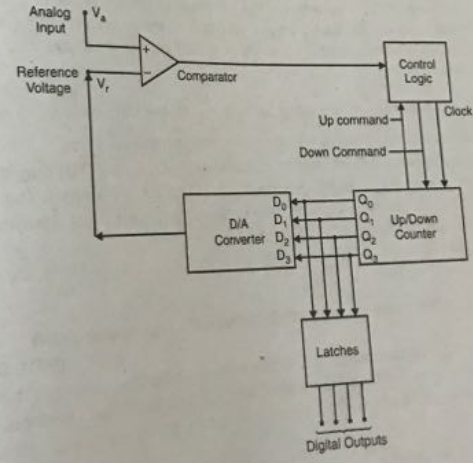 Analog
Input
Va
+
−
Comparator
Reference
Voltage
Vr
Control
Logic
Clock
Up command
Down Command
D/A
Converter
D0
D1
D2
D3
Q0
Q1
Q2
Q3
Up/Down
Counter
Latches
Digital Outputs